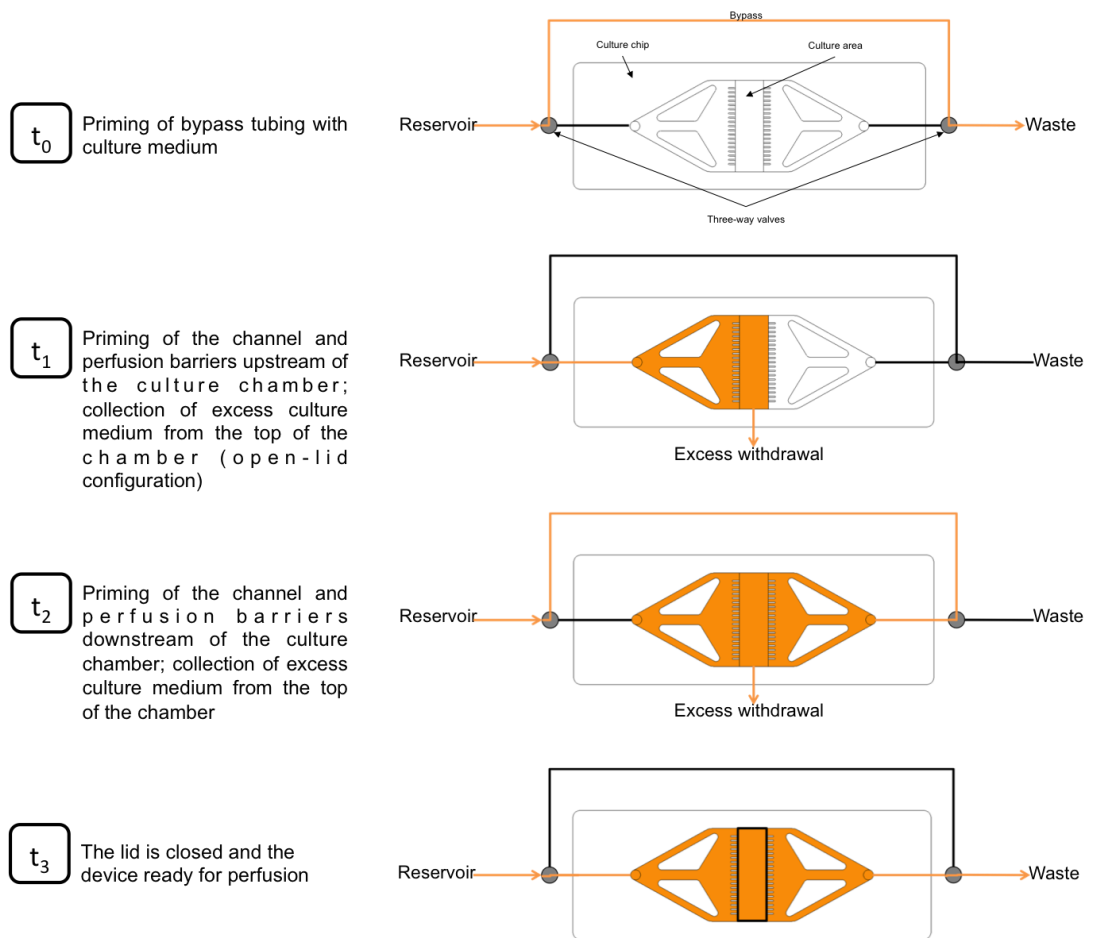 Bypass
Culture chip
Culture area
t0
Priming of bypass tubing with
culture medium
Reservoir
Waste
Three-way valves
t1
Priming of the channel and
perfusion barriers upstream of
the culture chamber;
collection of excess culture
medium from the top of the
chamber (open-lid
configuration)
Reservoir
Waste
Excess withdrawal
t2
Priming of the channel and
perfusion barriers
downstream of the culture
chamber; collection of excess
culture medium from the top
of the chamber
Reservoir
Waste
Excess withdrawal
t3
The lid is closed and the
device ready for perfusion
Reservoir
Waste